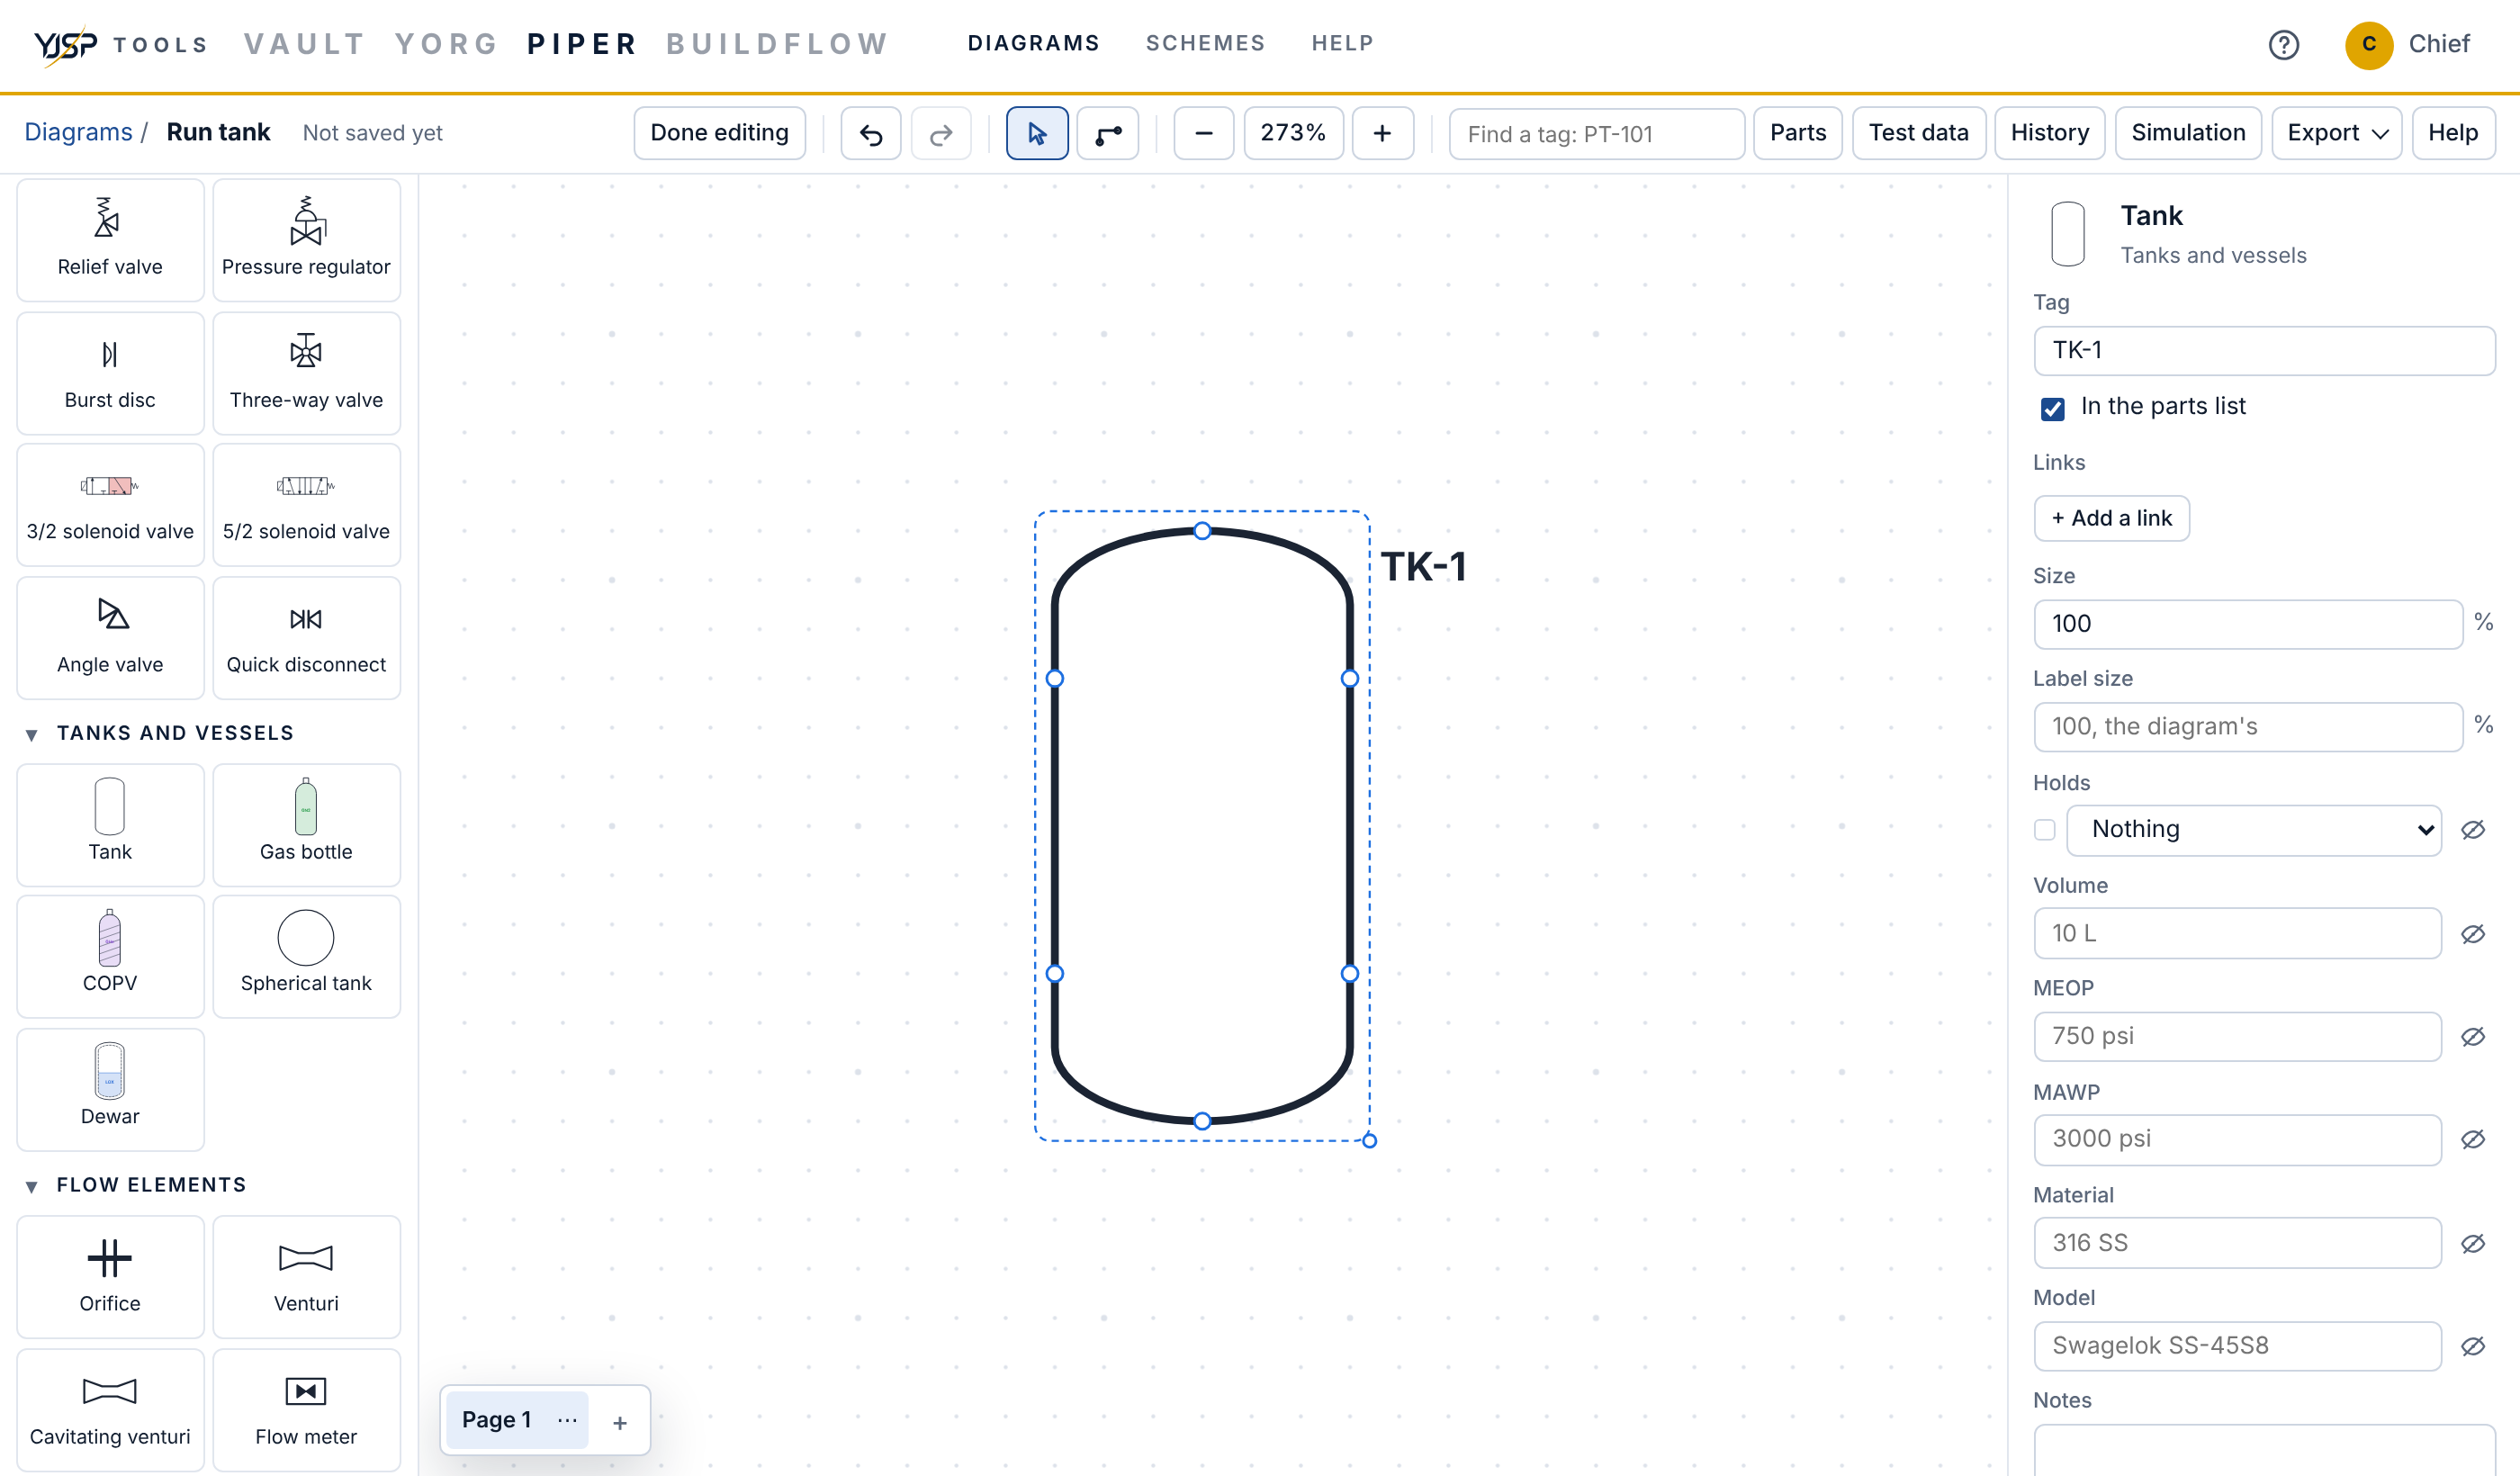 YJSP TOOLS VAULT YORG PIPER BUILDFLOW DIAGRAMS SCHEMES HELP ? C Chief
Diagrams / Run tank Not saved yet Done editing − 273% + Find a tag: PT-101 Parts Test data History Simulation Export Help
Relief valve Pressure regulator
Burst disc Three-way valve
3/2 solenoid valve 5/2 solenoid valve
Angle valve Quick disconnect
TANKS AND VESSELS
Tank Gas bottle
COPV Spherical tank
LOX
Dewar
FLOW ELEMENTS
Orifice Venturi
Cavitating venturi Flow meter
TK-1
Page 1 ... +
Tank
Tanks and vessels
Tag
TK-1
In the parts list
Links
+ Add a link
Size
100 %
Label size
100, the diagram's %
Holds
Nothing
Volume
10 L
MEOP
750 psi
MAWP
3000 psi
Material
316 SS
Model
Swagelok SS-45S8
Notes